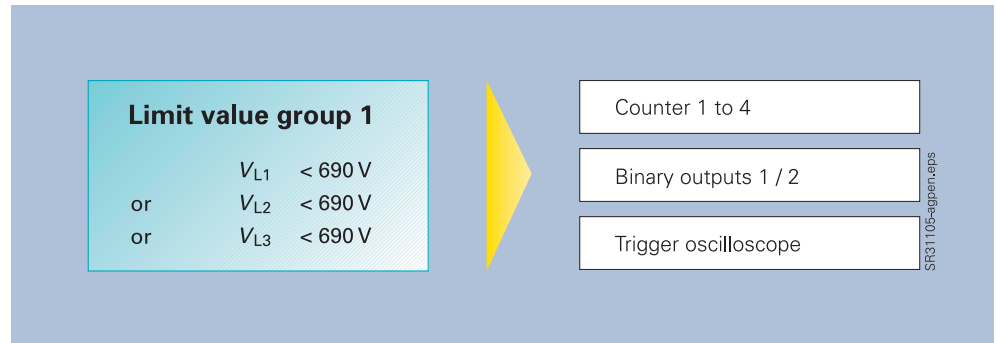 Limit value group 1
VL1 < 690 V
or VL2 < 690 V
or VL3 < 690 V
Counter 1 to 4
Binary outputs 1 / 2
Trigger oscilloscope
SR31105-agpen.eps